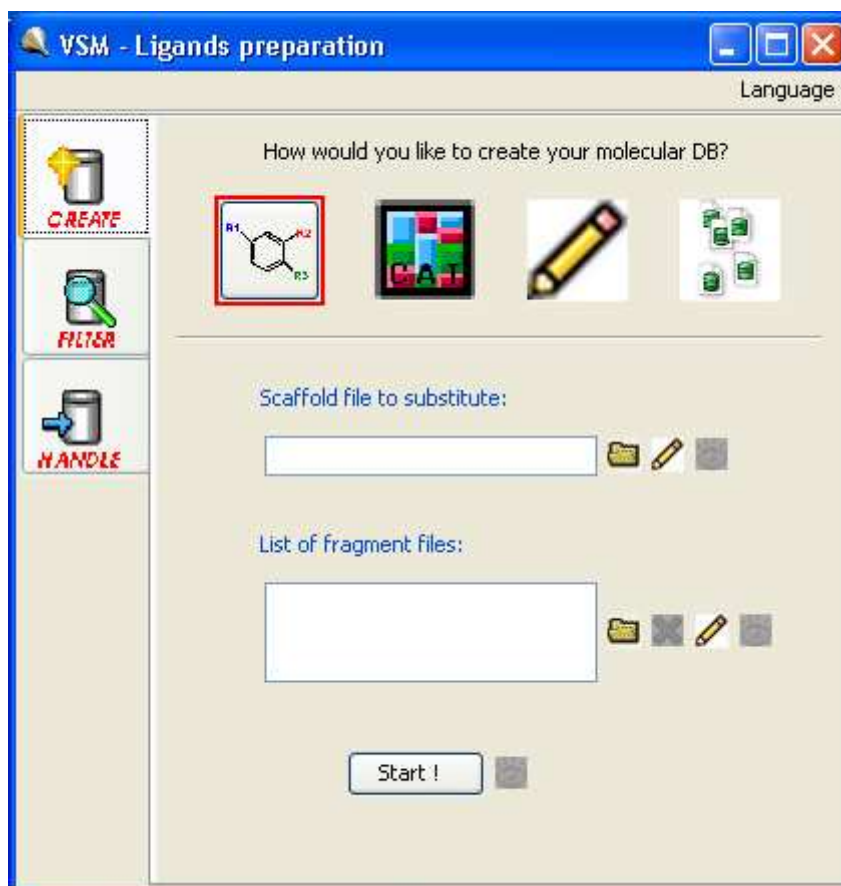 VSM - Ligands preparation
Language
How would you like to create your molecular DB?
CREATE
R1
R2
R3
CAT
FILTER
Scaffold file to substitute:
HANDLE
List of fragment files:
Start !